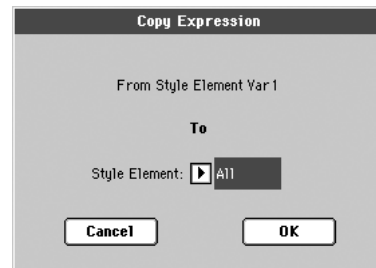 Copy Expression
From Style Element Var1
To
Style Element: All
Cancel OK